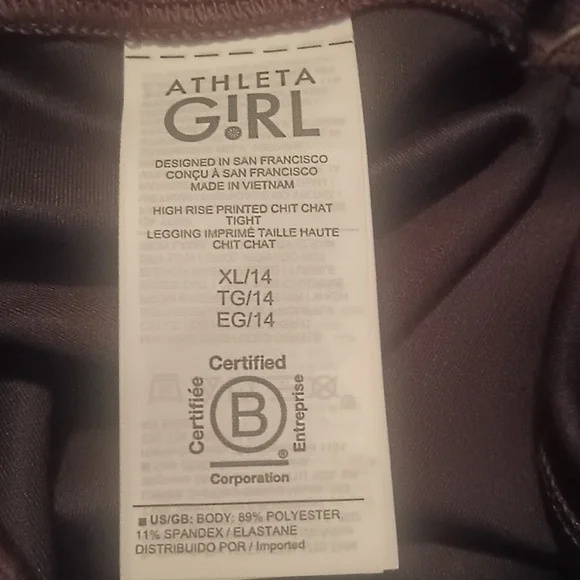 ATHLETA
G!RL
DESIGNED IN SAN FRANCISCO
CONÇU À SAN FRANCISCO
MADE IN VIETNAM
HIGH RISE PRINTED CHIT CHAT
TIGHT
LEGGING IMPRIMÉ TAILLE HAUTE
CHIT CHAT
XL/14
TG/14
EG/14
Certified
Certifiée
B
Entreprise
®
Corporation
■ US/GB: BODY: 89% POLYESTER,
11% SPANDEX / ELASTANE
DISTRIBUIDO POR / Imported